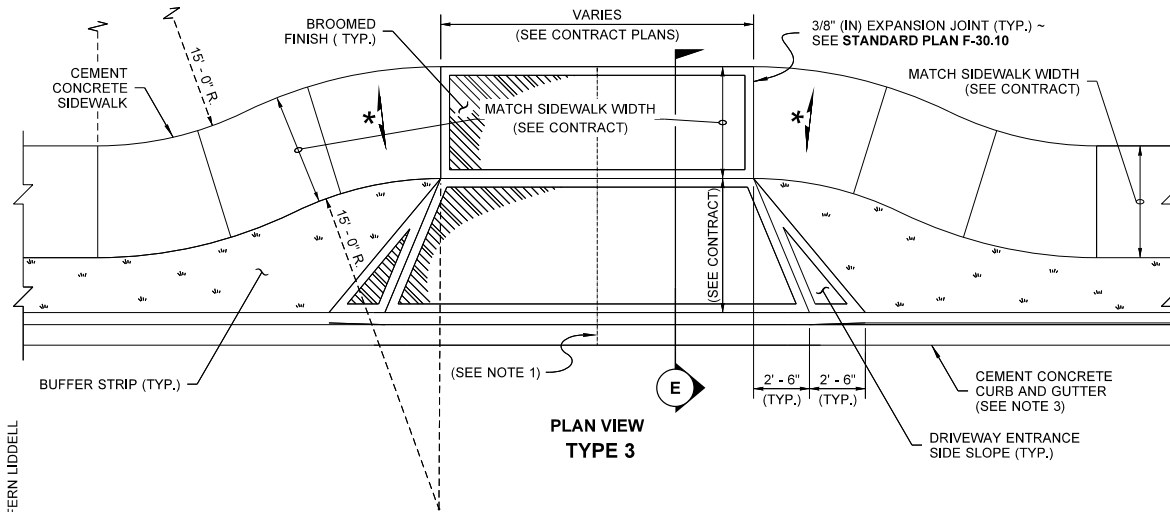 VARIES
(SEE CONTRACT PLANS)
BROOMED
FINISH ( TYP.)
3/8" (IN) EXPANSION JOINT (TYP.) ~
SEE STANDARD PLAN F-30.10
15' - 0" R.
CEMENT
CONCRETE
SIDEWALK
MATCH SIDEWALK WIDTH
(SEE CONTRACT)
*
MATCH SIDEWALK WIDTH
(SEE CONTRACT)
*
15' - 0" R.
(SEE CONTRACT)
BUFFER STRIP (TYP.)
(SEE NOTE 1)
E
2' - 6"
(TYP.)
2' - 6"
(TYP.)
CEMENT CONCRETE
CURB AND GUTTER
(SEE NOTE 3)
PLAN VIEW
TYPE 3
DRIVEWAY ENTRANCE
SIDE SLOPE (TYP.)
FERN LIDDELL